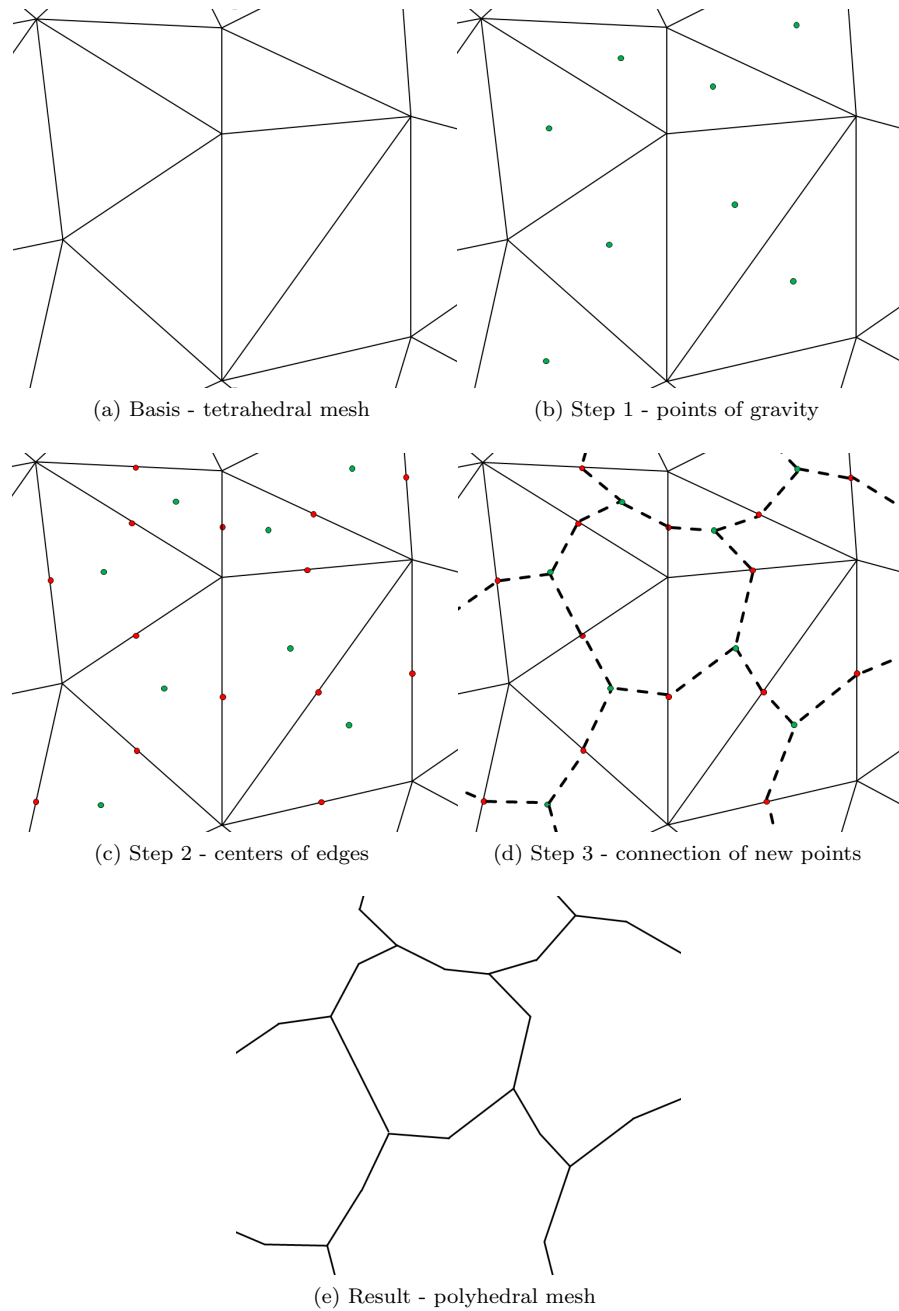 (a) Basis - tetrahedral mesh
(b) Step 1 - points of gravity
(c) Step 2 - centers of edges
(d) Step 3 - connection of new points
(e) Result - polyhedral mesh